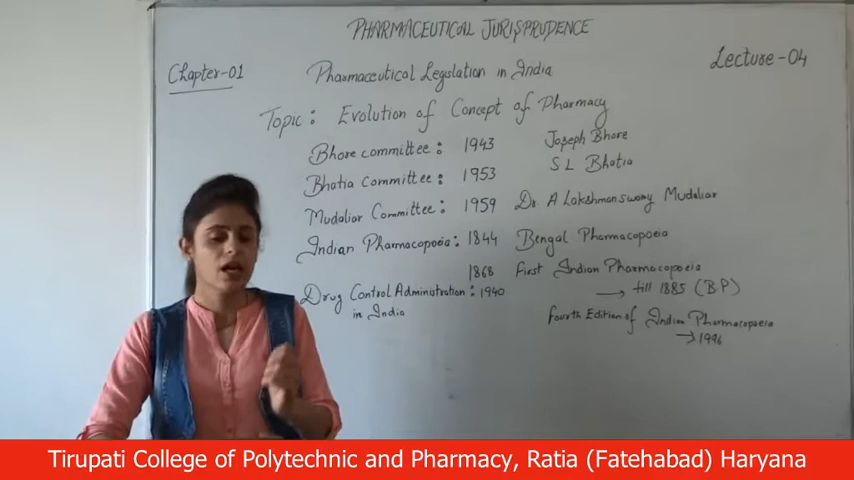 PHARMACEUTICAL JURISPRUDENCE
Chapter-01
Lecture-04
Pharmaceutical Legislation in India
Topic: Evolution of Concept of Pharmacy
Bhore committee: 1943 Joseph Bhore
Bhatia Committee: 1953 S L Bhatia
Mudaliar Committee: 1959 Dr. A Lakshmanswamy Mudaliar
Indian Pharmacopoeia: 1844 Bengal Pharmacopoeia
1868 First Indian Pharmacopoeia
→ till 1885 (BP)
Drug Control Administration: 1940
in India
Fourth Edition of Indian Pharmacopoeia
→ 1996
Tirupati College of Polytechnic and Pharmacy, Ratia (Fatehabad) Haryana